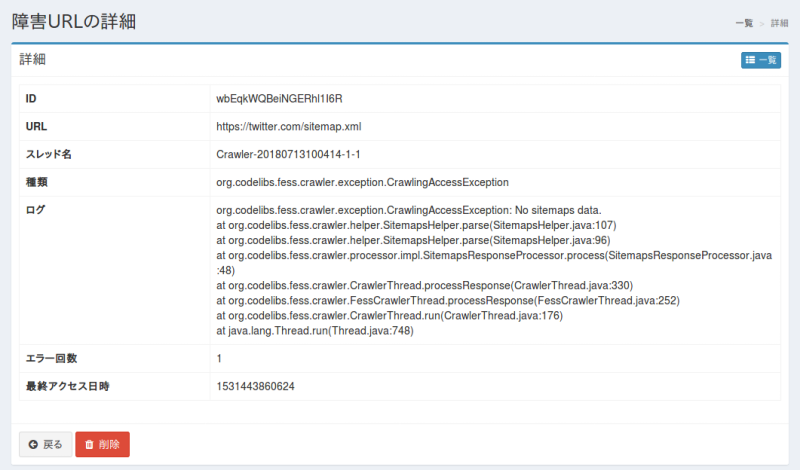 障害URLの詳細
一覧 > 詳細
詳細
一覧
ID wbEqkWQBeiNGERhl1I6R
URL https://twitter.com/sitemap.xml
スレッド名 Crawler-20180713100414-1-1
種類 org.codelibs.fess.crawler.exception.CrawlingAccessException
ログ org.codelibs.fess.crawler.exception.CrawlingAccessException: No sitemaps data.
at org.codelibs.fess.crawler.helper.SitemapsHelper.parse(SitemapsHelper.java:107)
at org.codelibs.fess.crawler.helper.SitemapsHelper.parse(SitemapsHelper.java:96)
at org.codelibs.fess.crawler.processor.impl.SitemapsResponseProcessor.process(SitemapsResponseProcessor.java
:48)
at org.codelibs.fess.crawler.CrawlerThread.processResponse(CrawlerThread.java:330)
at org.codelibs.fess.crawler.FessCrawlerThread.processResponse(FessCrawlerThread.java:252)
at org.codelibs.fess.crawler.CrawlerThread.run(CrawlerThread.java:176)
at java.lang.Thread.run(Thread.java:748)
エラー回数 1
最終アクセス日時 1531443860624
戻る 削除